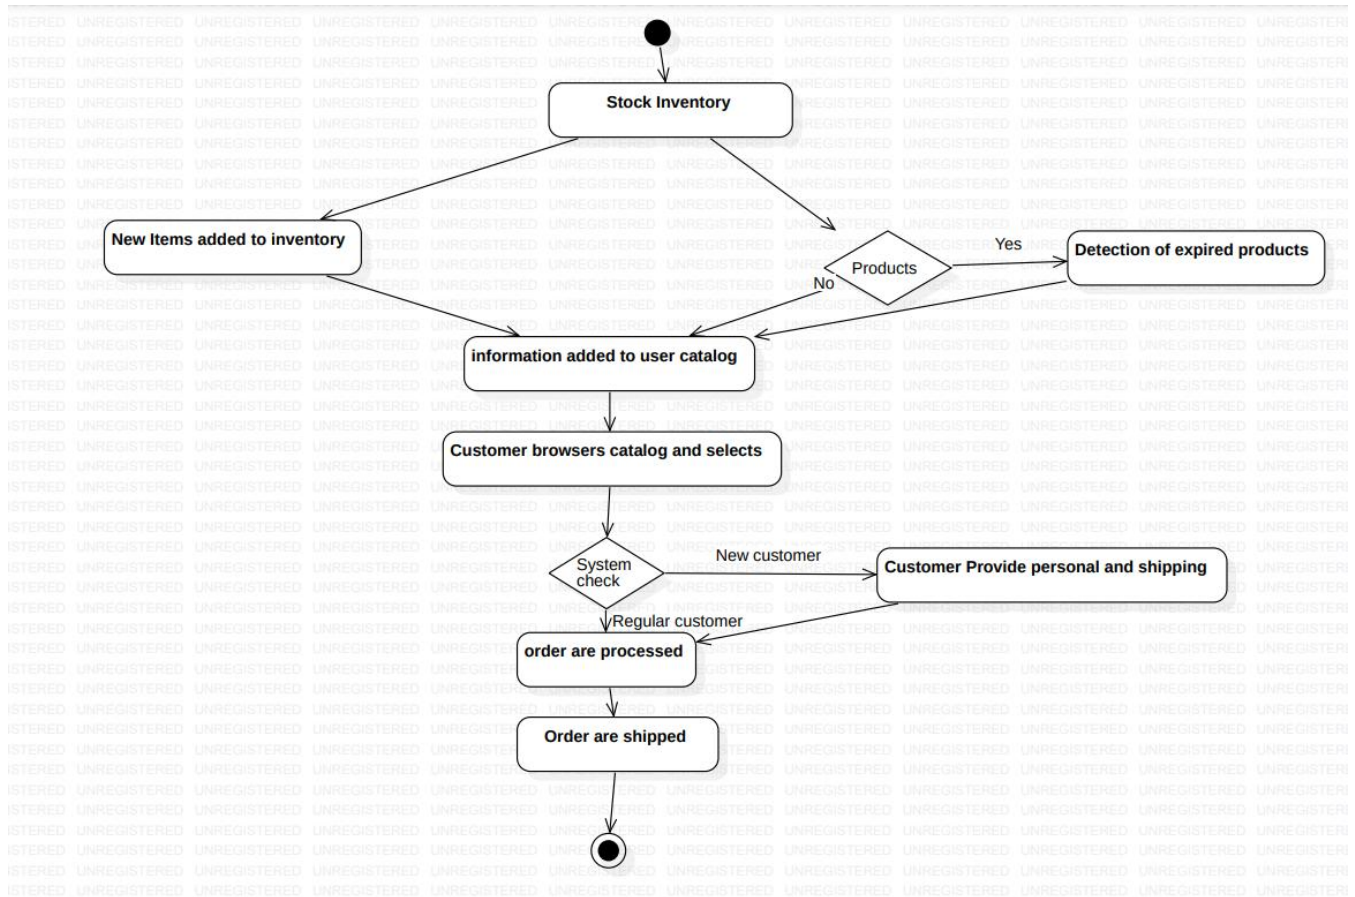 Stock Inventory
New Items added to inventory
Products
Yes
Detection of expired products
No
information added to user catalog
Customer browsers catalog and selects
System
check
New customer
Customer Provide personal and shipping
Regular customer
order are processed
Order are shipped
UNREGISTERED